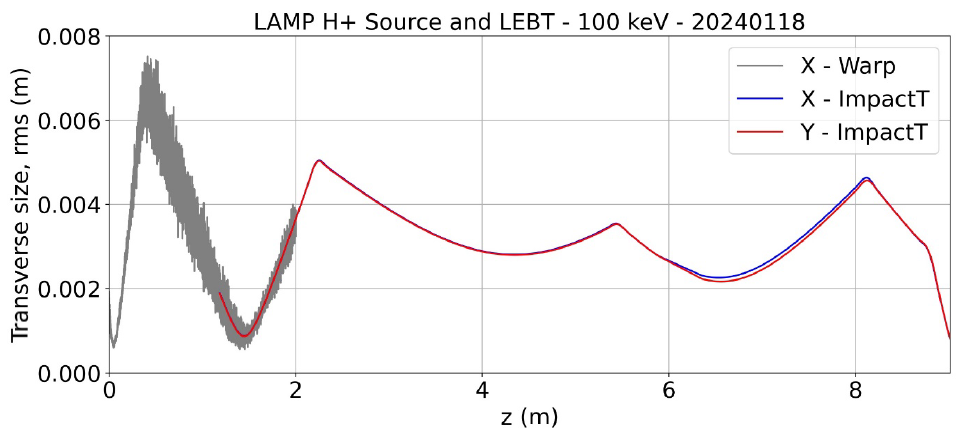 LAMP H+ Source and LEBT - 100 keV - 20240118
Transverse size, rms (m)
0.008
0.006
0.004
0.002
0.000
X - Warp
X - ImpactT
Y - ImpactT
0 2 4 6 8
z (m)